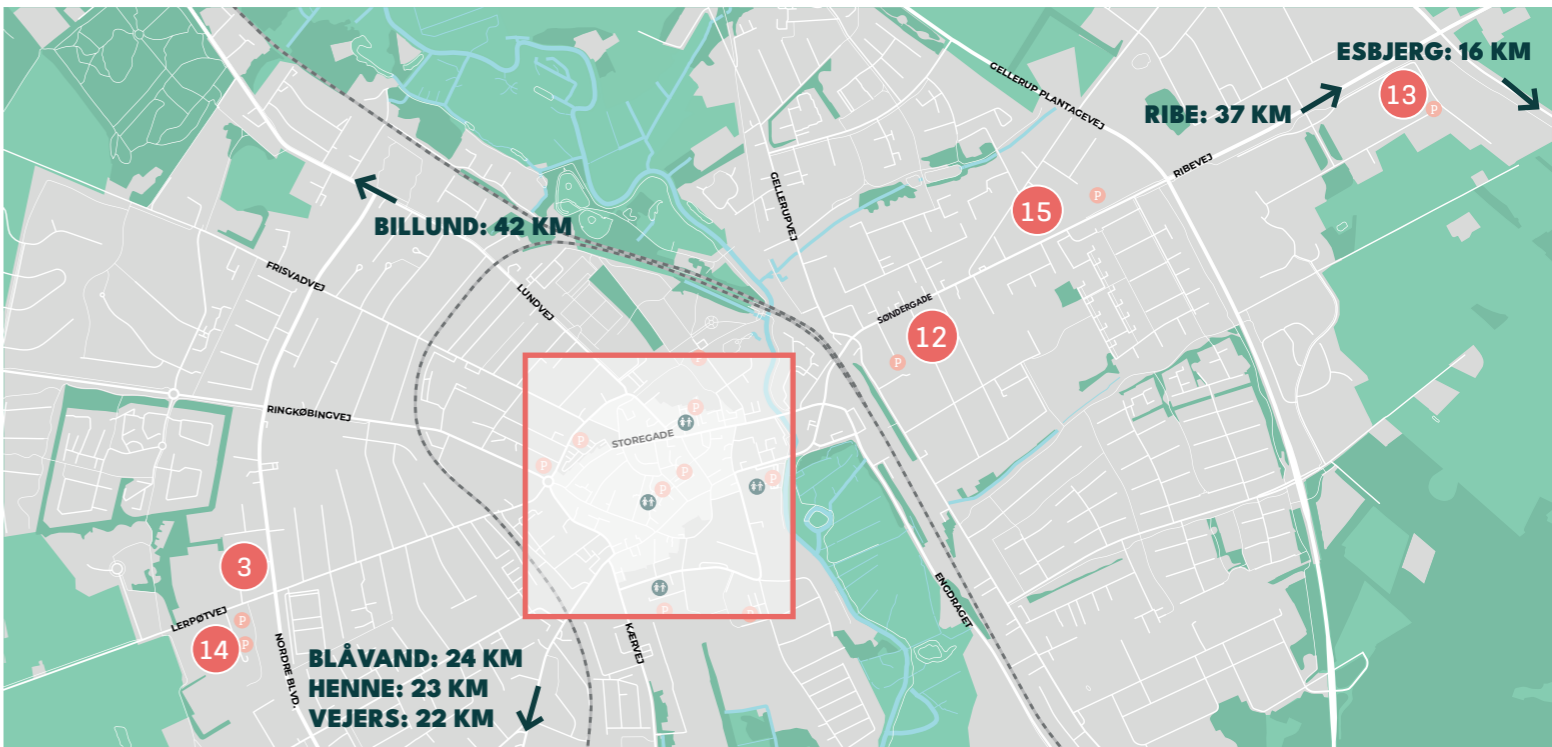 ESBJERG: 16 KM
13
P
GELLERUP PLANTAGEVEJ
RIBE: 37 KM
RIBEVEJ
15
P
GELLERUPVEJ
BILLUND: 42 KM
FRISVADVEJ
LUNDVEJ
SØNDERGADE
12
P
P
RINGKØBINGVEJ
P
STOREGADE
P
P
P
P
P
3
LERPØTVEJ
P
14
P
NORDRE BLVD.
ENGDRAGET
P
P
KÆRVEJ
BLÅVAND: 24 KM
HENNE: 23 KM
VEJERS: 22 KM